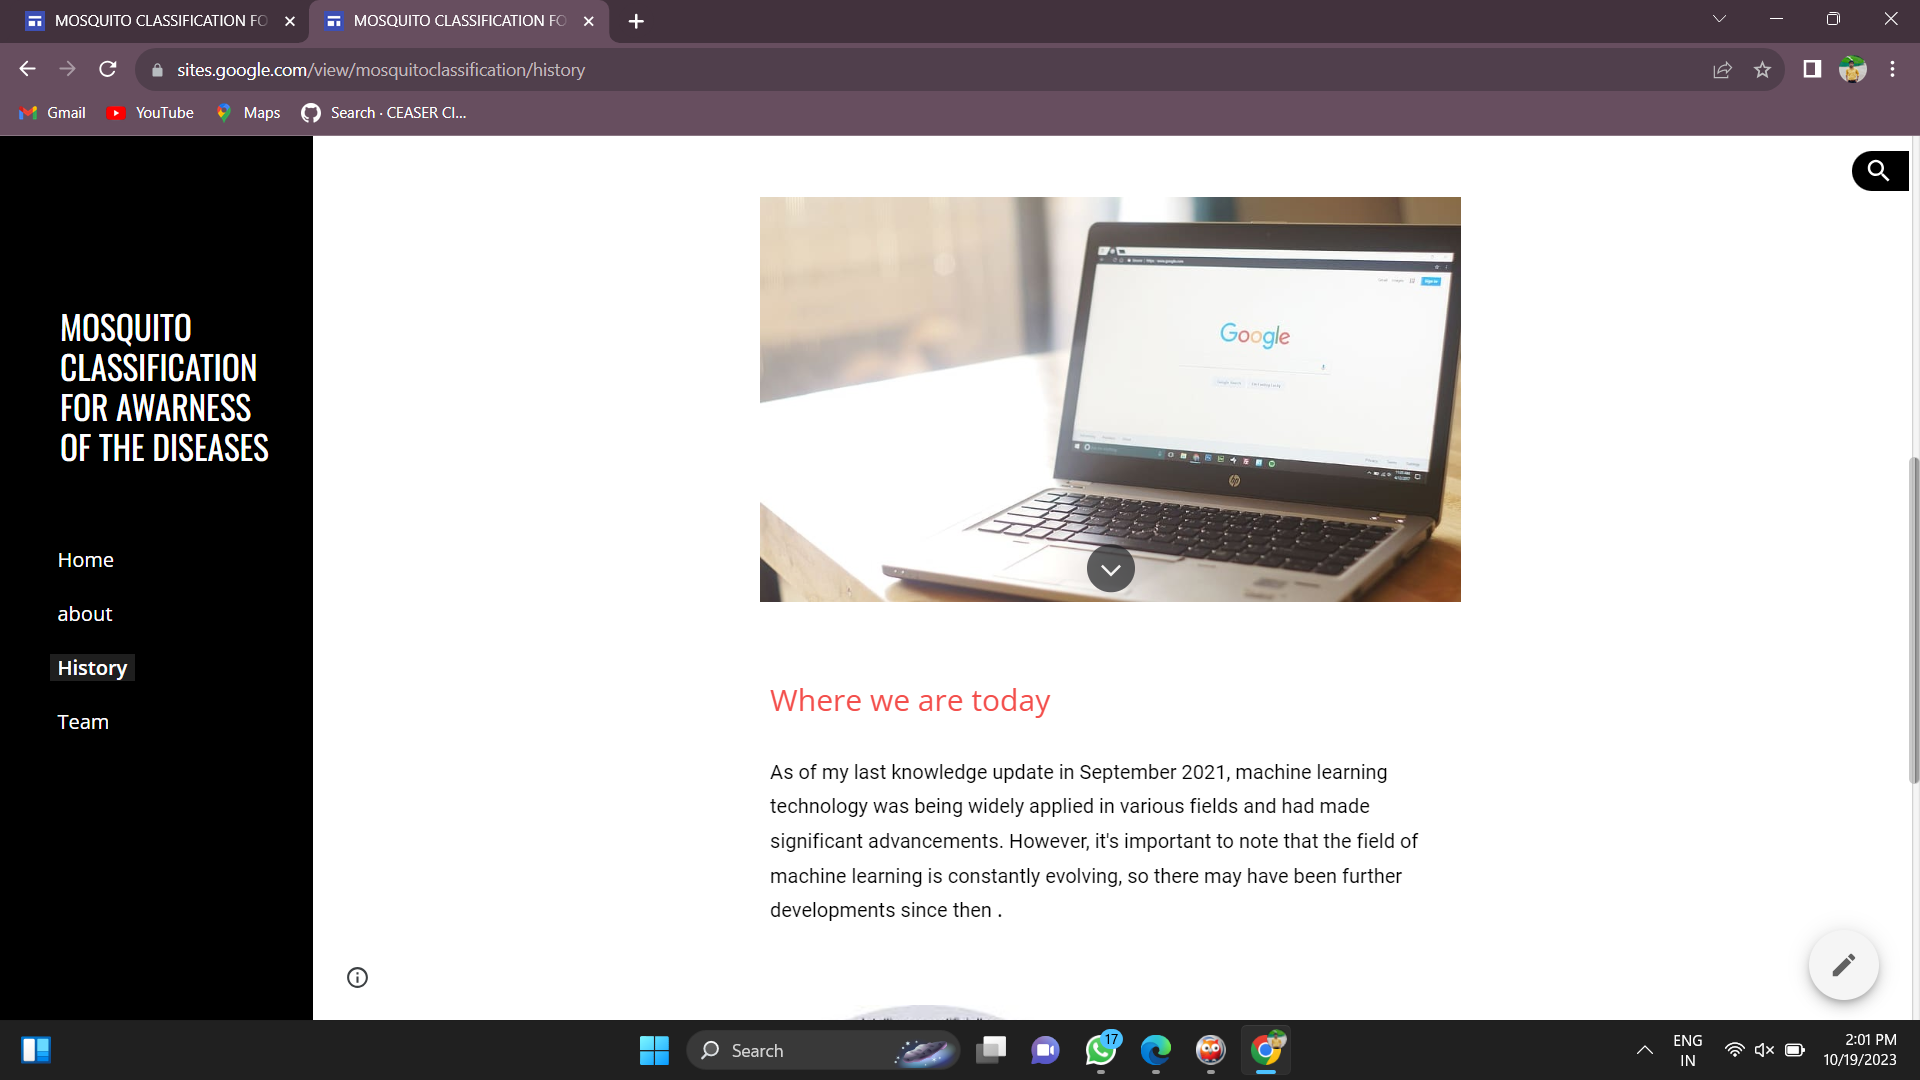 MOSQUITO CLASSIFICATION FO
MOSQUITO CLASSIFICATION FO
sites.google.com/view/mosquitoclassification/history
Gmail
YouTube
Maps
Search · CEASER CI...
MOSQUITO
CLASSIFICATION
FOR AWARNESS
OF THE DISEASES
Home
about
History
Team
Google
hp
Where we are today
As of my last knowledge update in September 2021, machine learning
technology was being widely applied in various fields and had made
significant advancements. However, it's important to note that the field of
machine learning is constantly evolving, so there may have been further
developments since then .
Search
17
ENG
IN
2:01 PM
10/19/2023